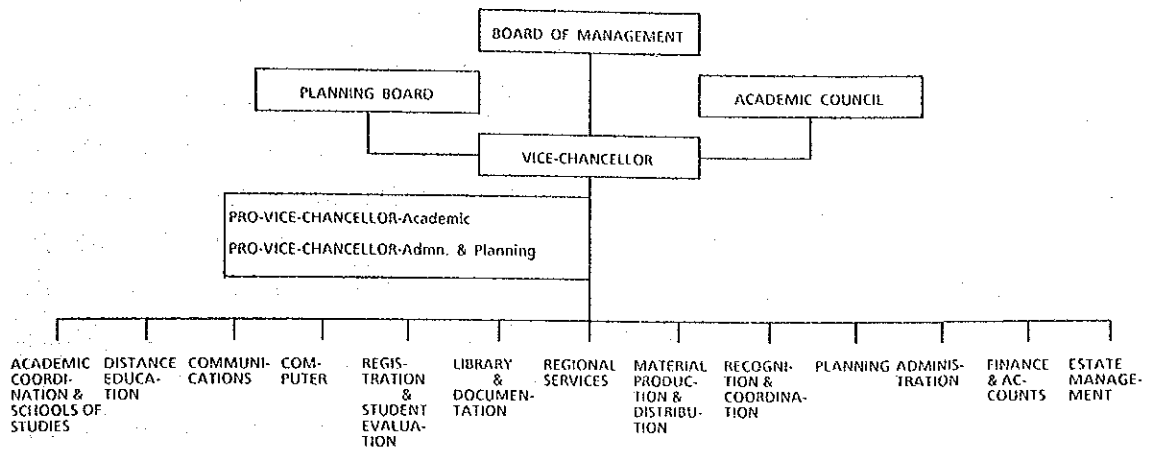 BOARD OF MANAGEMENT
PLANNING BOARD
ACADEMIC COUNCIL
VICE-CHANCELLOR
PRO-VICE-CHANCELLOR-Academic
PRO-VICE-CHANCELLOR-Admn. & Planning
ACADEMIC
COORDI-
NATION &
SCHOOLS OF
STUDIES
DISTANCE
EDUCA-
TION
COMMUNI-
CATIONS
COM-
PUTER
REGIS-
TRATION
&
STUDENT
EVALUA-
TION
LIBRARY
&
DOCUMEN-
TATION
REGIONAL
SERVICES
MATERIAL
PRODUC-
TION &
DISTRIBU-
TION
RECOGNI-
TION &
COORDINA-
TION
PLANNING
ADMINIS-
TRATION
FINANCE
& AC-
COUNTS
ESTATE
MANAGE-
MENT